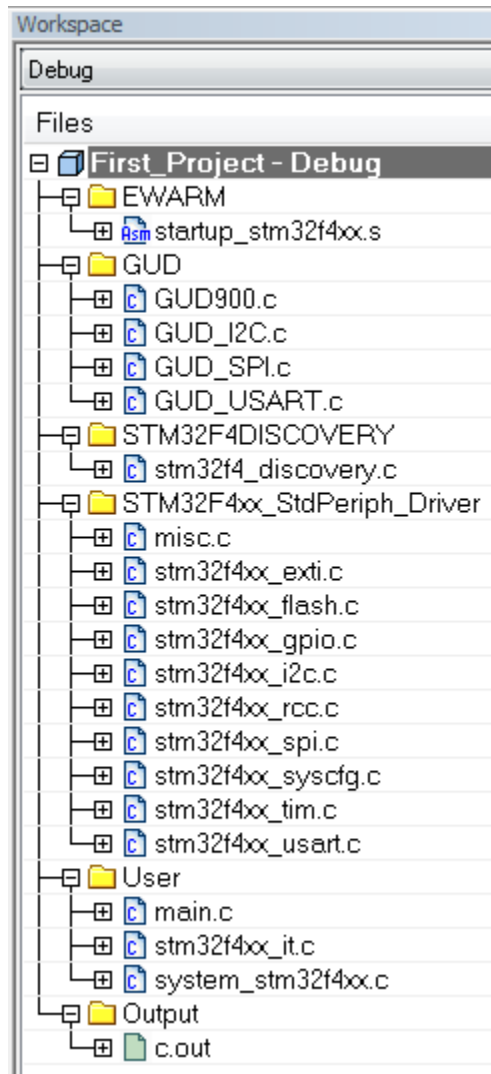 Workspace
Debug
Files
First_Project - Debug
EWARM
Asm startup_stm32f4xx.s
GUD
c GUD900.c
c GUD_I2C.c
c GUD_SPI.c
c GUD_USART.c
STM32F4DISCOVERY
c stm32f4_discovery.c
STM32F4xx_StdPeriph_Driver
c misc.c
c stm32f4xx_exti.c
c stm32f4xx_flash.c
c stm32f4xx_gpio.c
c stm32f4xx_i2c.c
c stm32f4xx_rcc.c
c stm32f4xx_spi.c
c stm32f4xx_syscfg.c
c stm32f4xx_tim.c
c stm32f4xx_usart.c
User
c main.c
c stm32f4xx_it.c
c system_stm32f4xx.c
Output
c.out